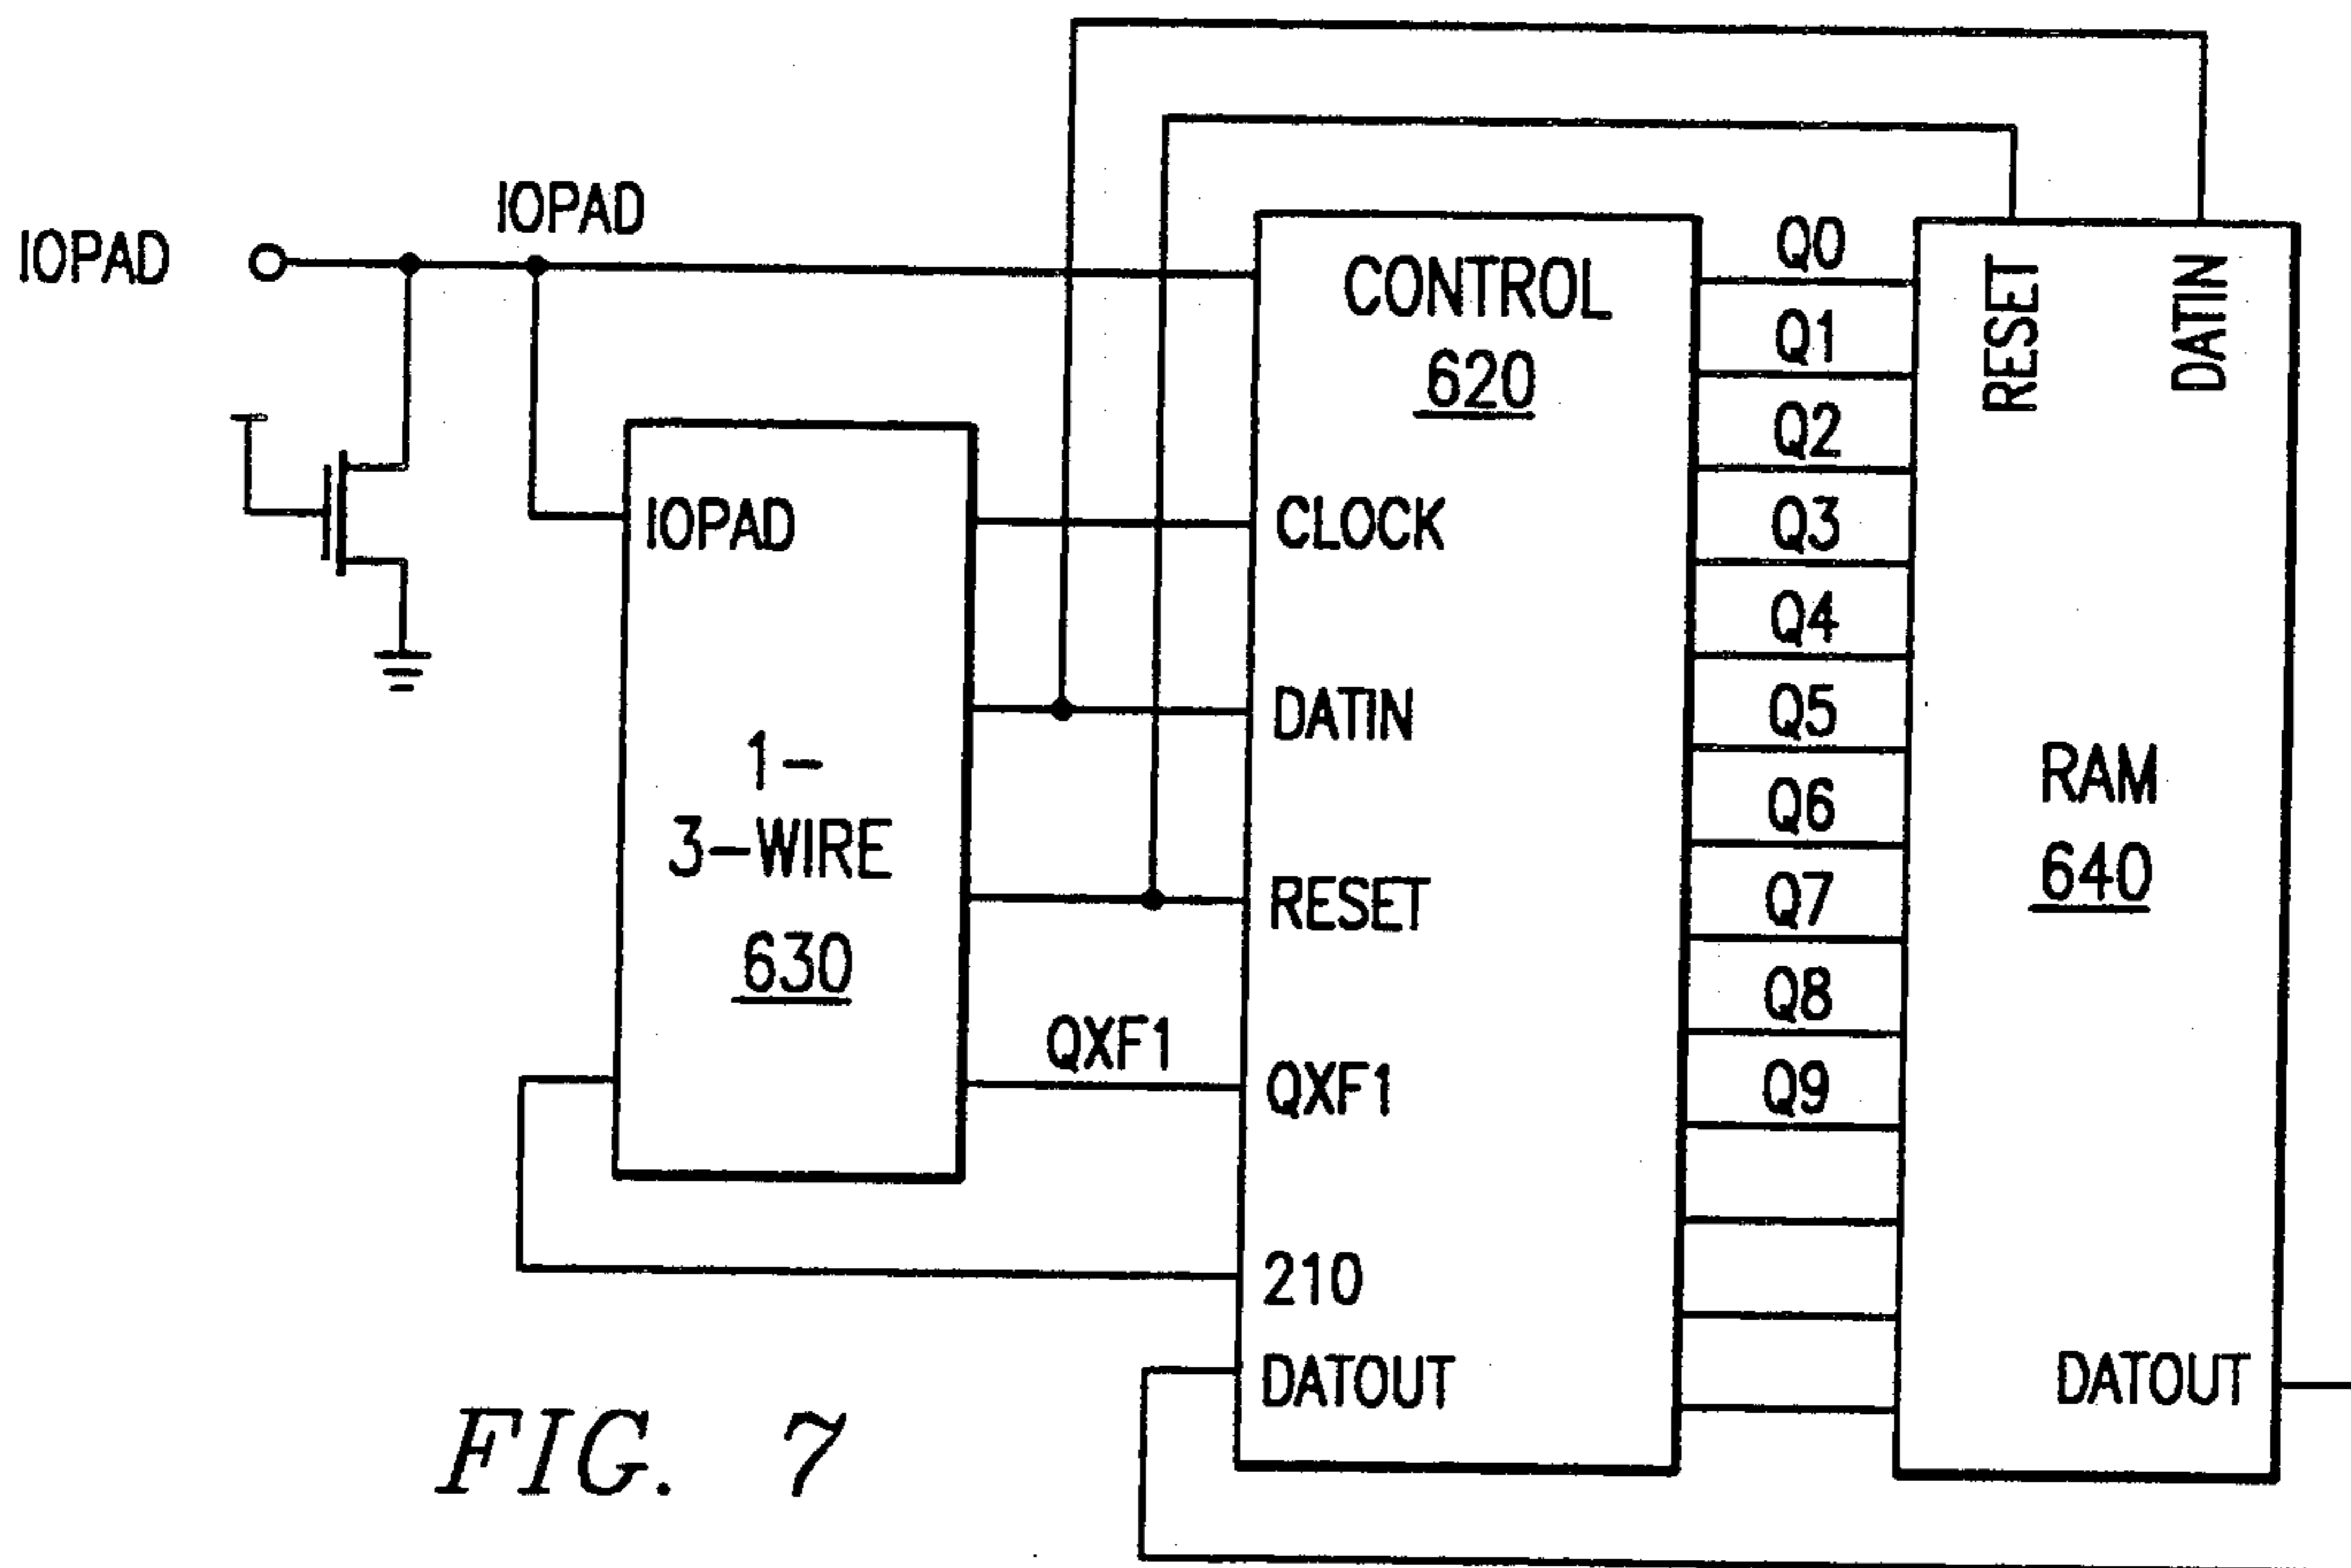 IOPAD
IOPAD
IOPAD
1-
3-WIRE
630
QXF1
CONTROL
620
CLOCK
DATIN
RESET
QXF1
210
DATOUT
Q0
Q1
Q2
Q3
Q4
Q5
Q6
Q7
Q8
Q9
RESET
DATIN
RAM
640
DATOUT
FIG. 7